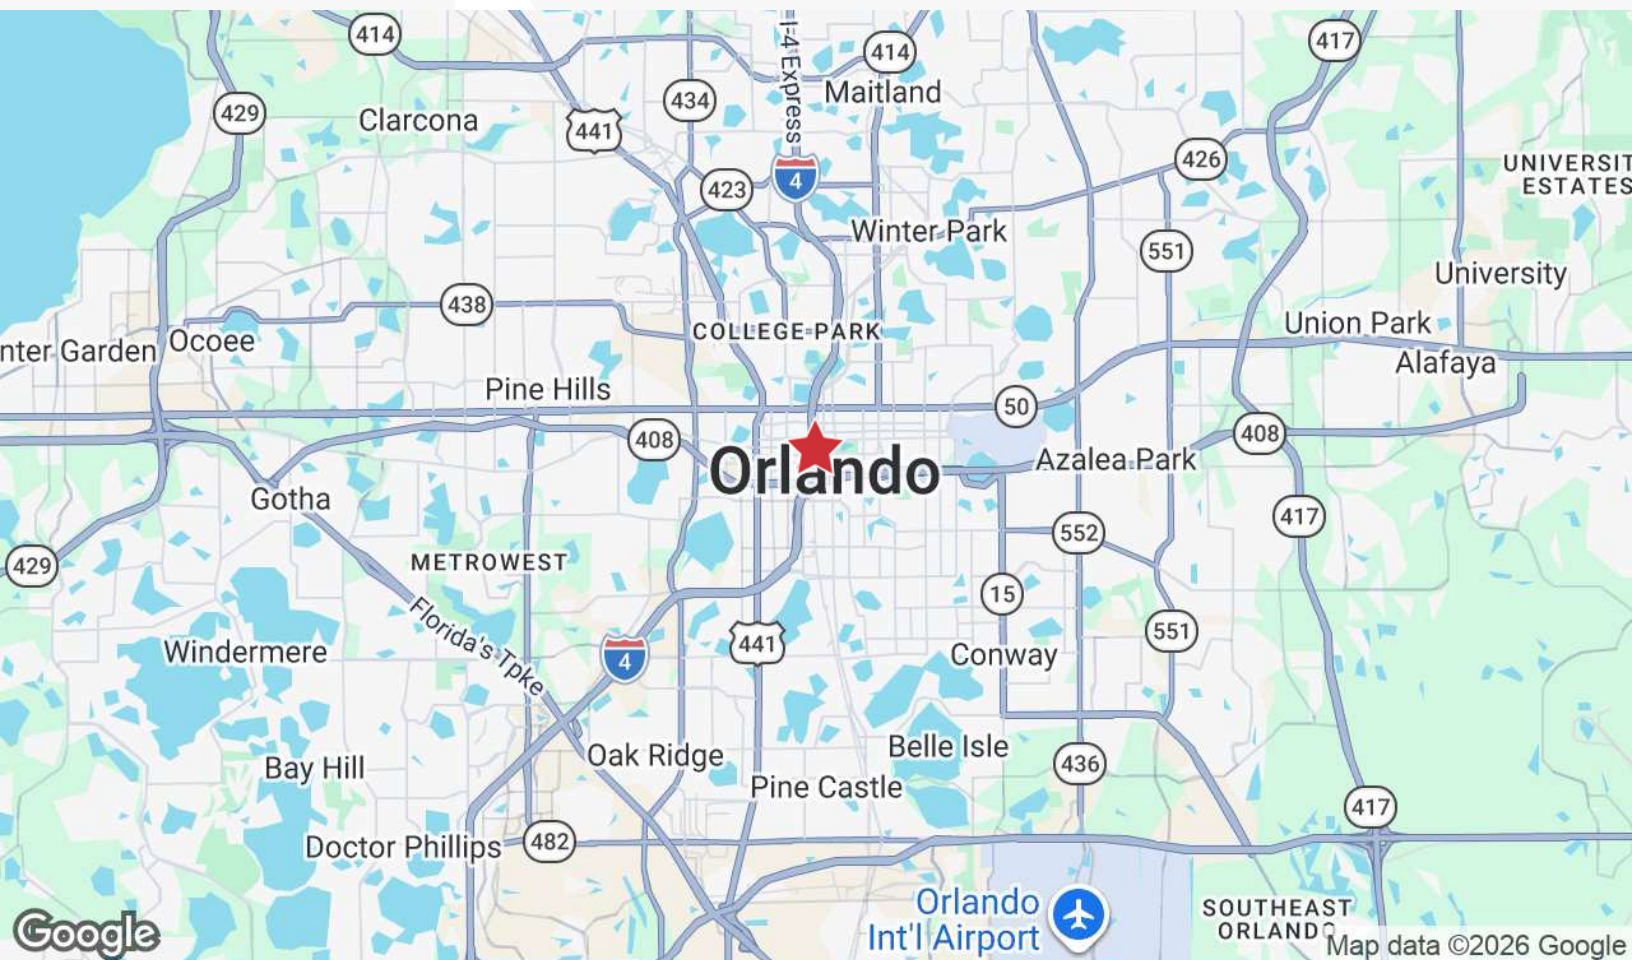 414
417
I-4 Express
414
Maitland
434
429
Clarcona
441
426
UNIVERSIT
ESTATES
423
4
Winter Park
551
University
438
COLLEGE PARK
Union Park
Ocoee
nter Garden
Alafaya
Pine Hills
50
408
408
Orlando
Azalea Park
Gotha
417
552
METROWEST
429
15
Florida's Tpke
551
441
Windermere
4
Conway
Belle Isle
Oak Ridge
436
Bay Hill
Pine Castle
417
Doctor Phillips
482
Orlando
Int'l Airport
SOUTHEAST
ORLANDO
Google
Map data ©2026 Google